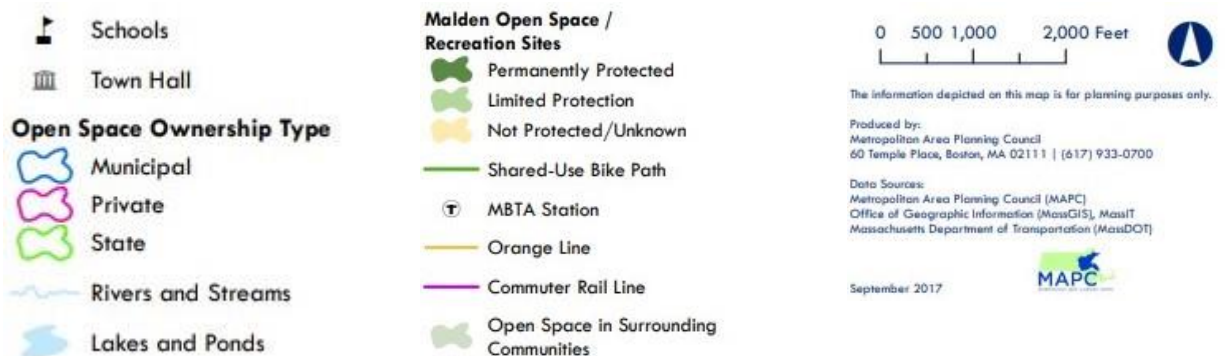 Schools
Town Hall
Open Space Ownership Type
Municipal
Private
State
Rivers and Streams
Lakes and Ponds
Malden Open Space /
Recreation Sites
Permanently Protected
Limited Protection
Not Protected/Unknown
Shared-Use Bike Path
T MBTA Station
Orange Line
Commuter Rail Line
Open Space in Surrounding
Communities
0 500 1,000 2,000 Feet
The information depicted on this map is for planning purposes only.
Produced by:
Metropolitan Area Planning Council
60 Temple Place, Boston, MA 02111 | (617) 933-0700
Data Sources:
Metropolitan Area Planning Council (MAPC)
Office of Geographic Information (MassGIS), MassIT
Massachusetts Department of Transportation (MassDOT)
September 2017
MAPC